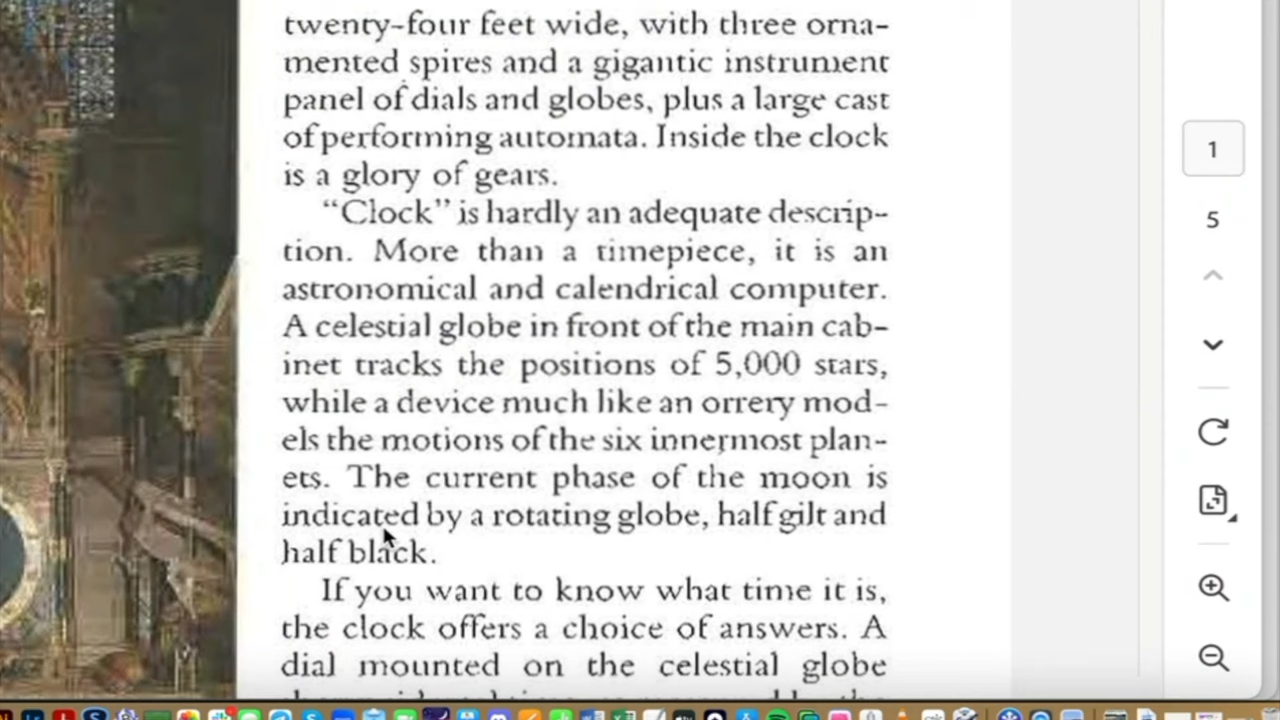 twenty-four feet wide, with three orna-
mented spires and a gigantic instrument
panel of dials and globes, plus a large cast
of performing automata. Inside the clock
is a glory of gears.
“Clock” is hardly an adequate descrip-
tion. More than a timepiece, it is an
astronomical and calendrical computer.
A celestial globe in front of the main cab-
inet tracks the positions of 5,000 stars,
while a device much like an orrery mod-
els the motions of the six innermost plan-
ets. The current phase of the moon is
indicated by a rotating globe, half gilt and
half black.
If you want to know what time it is,
the clock offers a choice of answers. A
dial mounted on the celestial globe
1
5